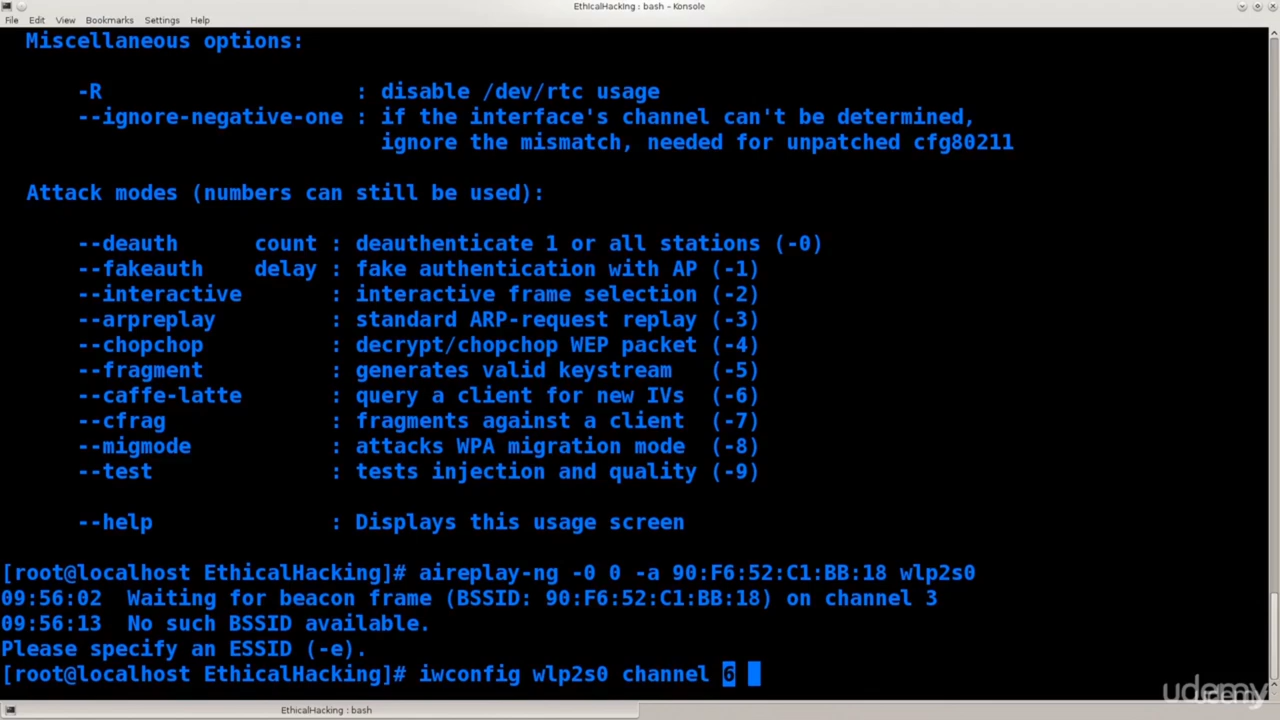 EthicalHacking : bash – Konsole
File Edit View Bookmarks Settings Help
Miscellaneous options:
-R : disable /dev/rtc usage
--ignore-negative-one : if the interface's channel can't be determined,
ignore the mismatch, needed for unpatched cfg80211
Attack modes (numbers can still be used):
--deauth count : deauthenticate 1 or all stations (-0)
--fakeauth delay : fake authentication with AP (-1)
--interactive : interactive frame selection (-2)
--arpreplay : standard ARP-request replay (-3)
--chopchop : decrypt/chopchop WEP packet (-4)
--fragment : generates valid keystream (-5)
--caffe-latte : query a client for new IVs (-6)
--cfrag : fragments against a client (-7)
--migmode : attacks WPA migration mode (-8)
--test : tests injection and quality (-9)
--help : Displays this usage screen
[root@localhost EthicalHacking]# aireplay-ng -0 0 -a 90:F6:52:C1:BB:18 wlp2s0
09:56:02 Waiting for beacon frame (BSSID: 90:F6:52:C1:BB:18) on channel 3
09:56:13 No such BSSID available.
Please specify an ESSID (-e).
[root@localhost EthicalHacking]# iwconfig wlp2s0 channel 6
udemy
EthicalHacking : bash